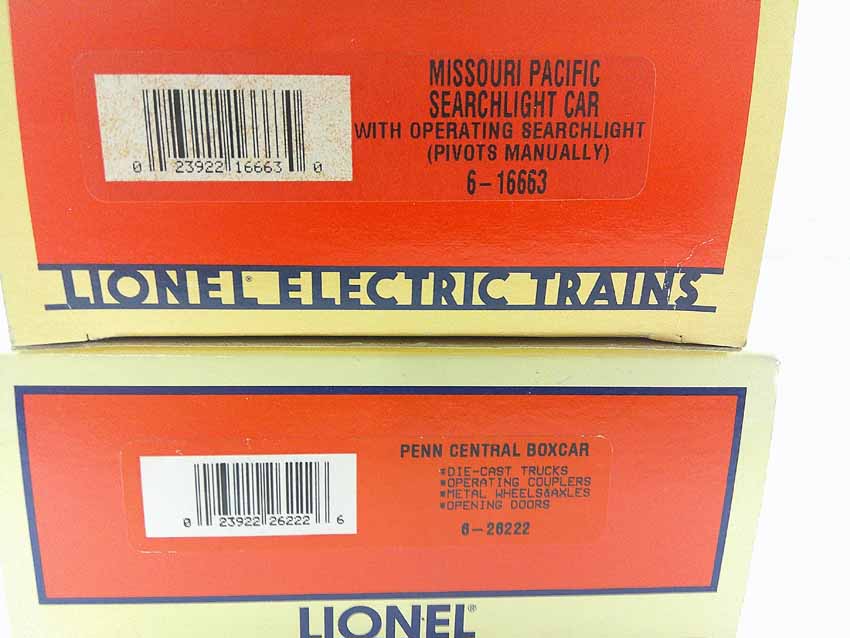 MISSOURI PACIFIC
SEARCHLIGHT CAR
WITH OPERATING SEARCHLIGHT
(PIVOTS MANUALLY)
6-16663
0 23922 16663 0
LIONEL® ELECTRIC TRAINS
PENN CENTRAL BOXCAR
*DIE-CAST TRUCKS
*OPERATING COUPLERS
*METAL WHEELS&AXLES
*OPENING DOORS
6-26222
0 23922 26222 6
LIONEL®